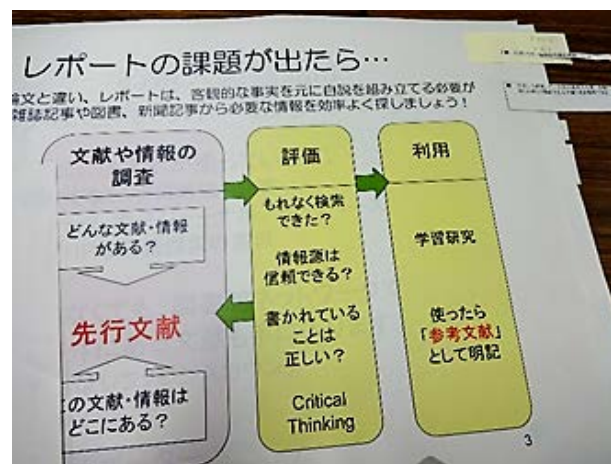 レポートの課題が出たら…
論文と違い、レポートは、客観的な事実を元に自説を組み立てる必要が
雑誌記事や図書、新聞記事から必要な情報を効率よく探しましょう!
文献や情報の
調査
どんな文献・情報
がある?
先行文献
の文献・情報は
どこにある?
評価
もれなく検索
できた?
情報源は
信頼できる?
書かれている
ことは
正しい?
Critical
Thinking
利用
学習研究
使ったら
「参考文献」
として明記
3